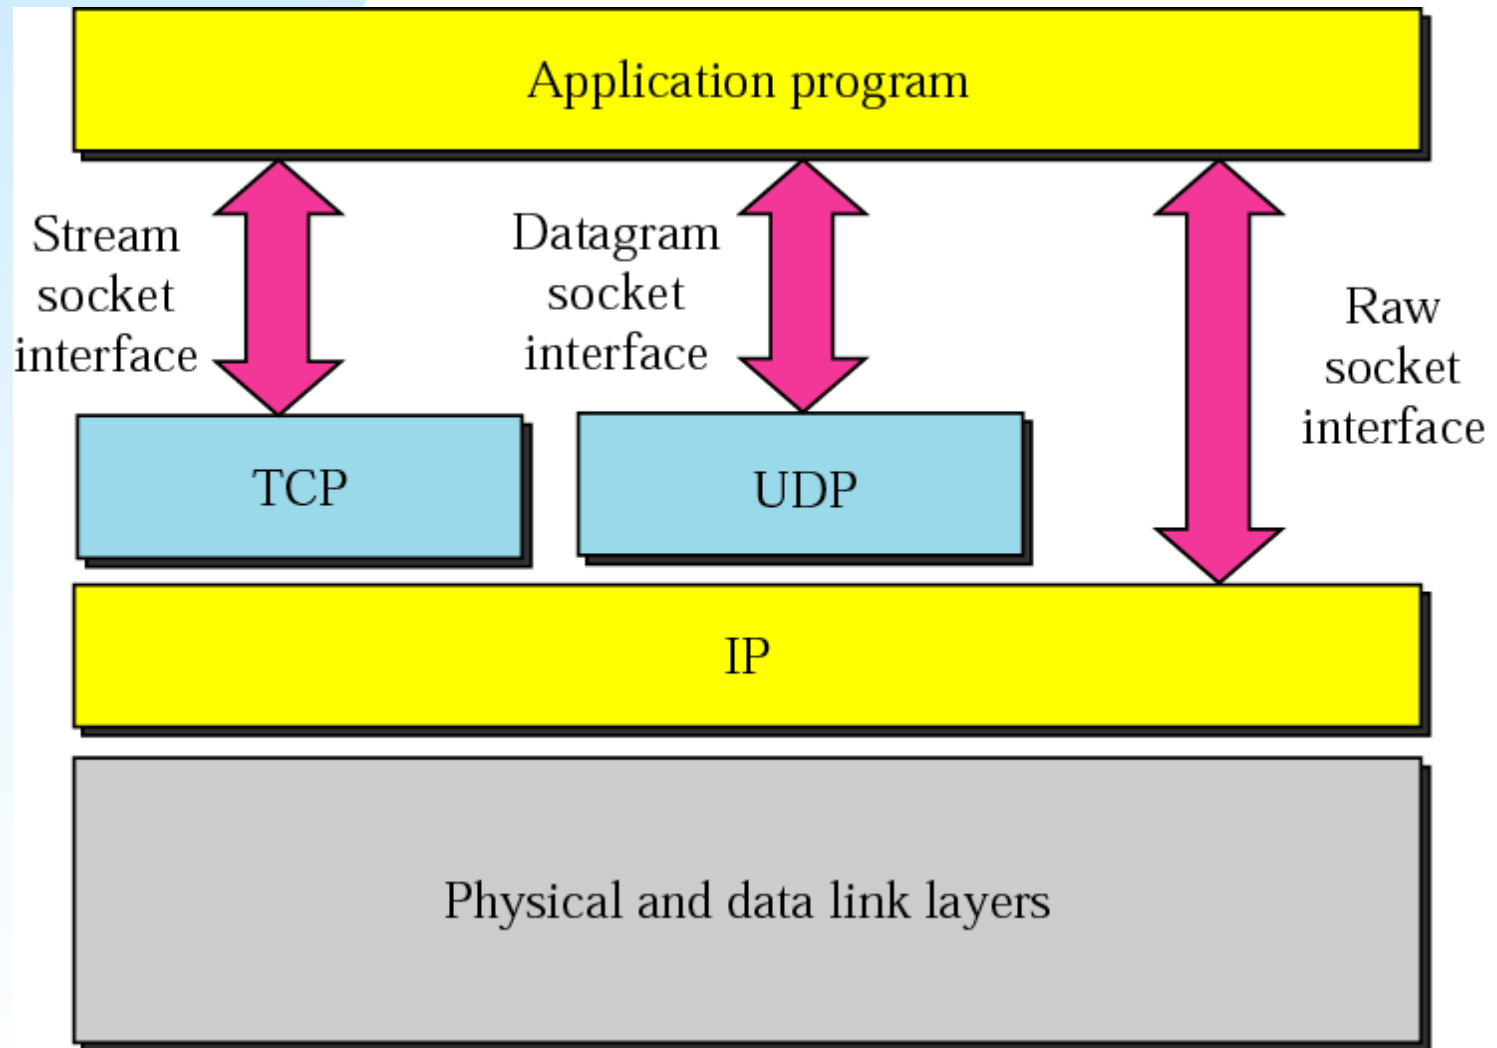 Application program
Stream
socket
interface
Datagram
socket
interface
Raw
socket
interface
TCP
UDP
IP
Physical and data link layers